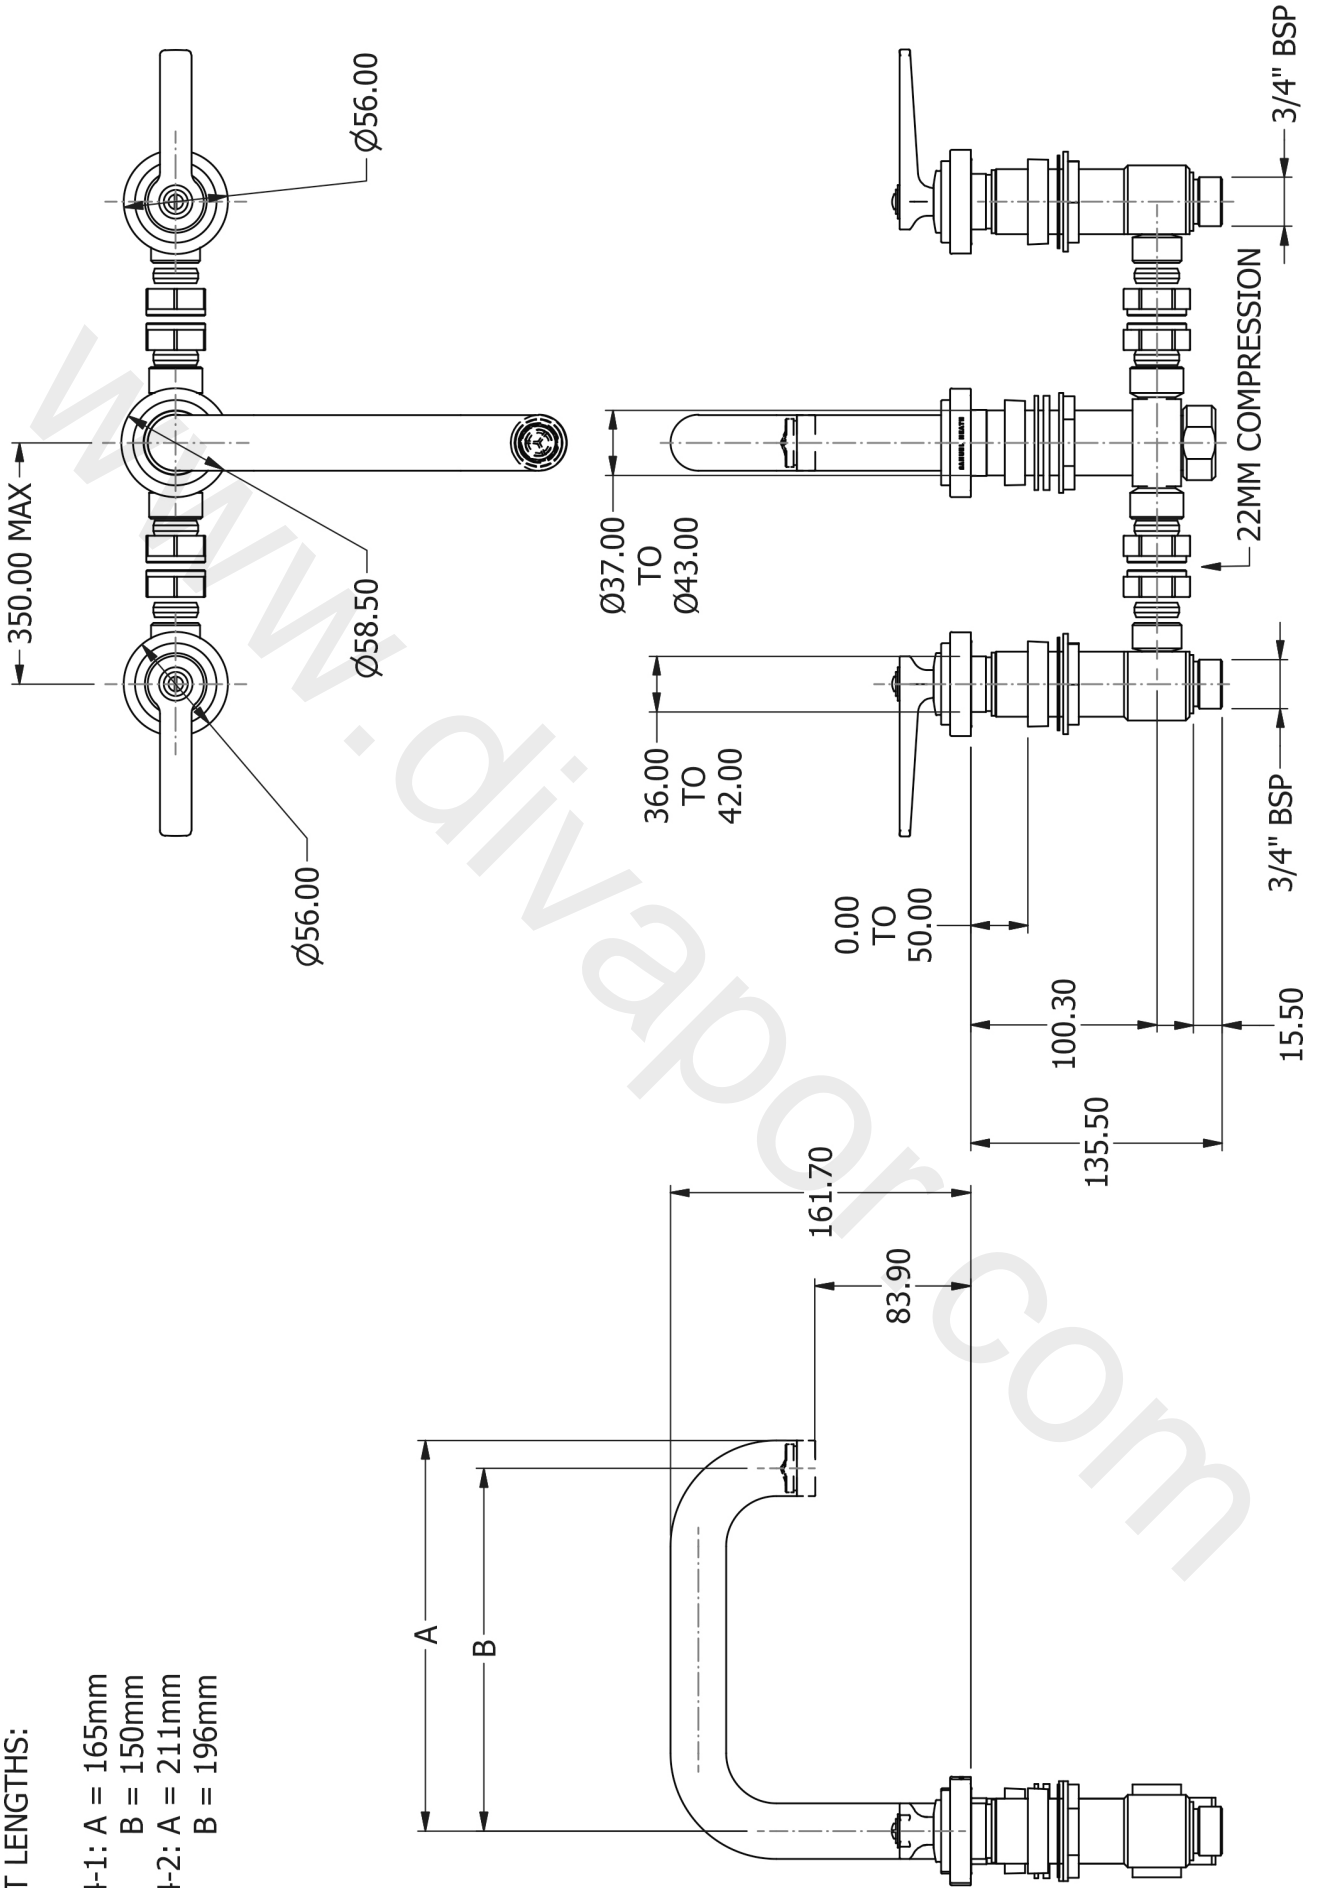 LENGTHS:
A = 165mm
B = 150mm
A = 211mm
B = 196mm
350.00 MAX
Ø56.00
Ø58.50
Ø56.00
A
B
161.70
83.90
Ø37.00
TO
Ø43.00
36.00
TO
42.00
0.00
TO
50.00
100.30
135.50
15.50
3/4" BSP
22MM COMPRESSION
3/4" BSP
SAMUEL HEATH
www.divapor.com